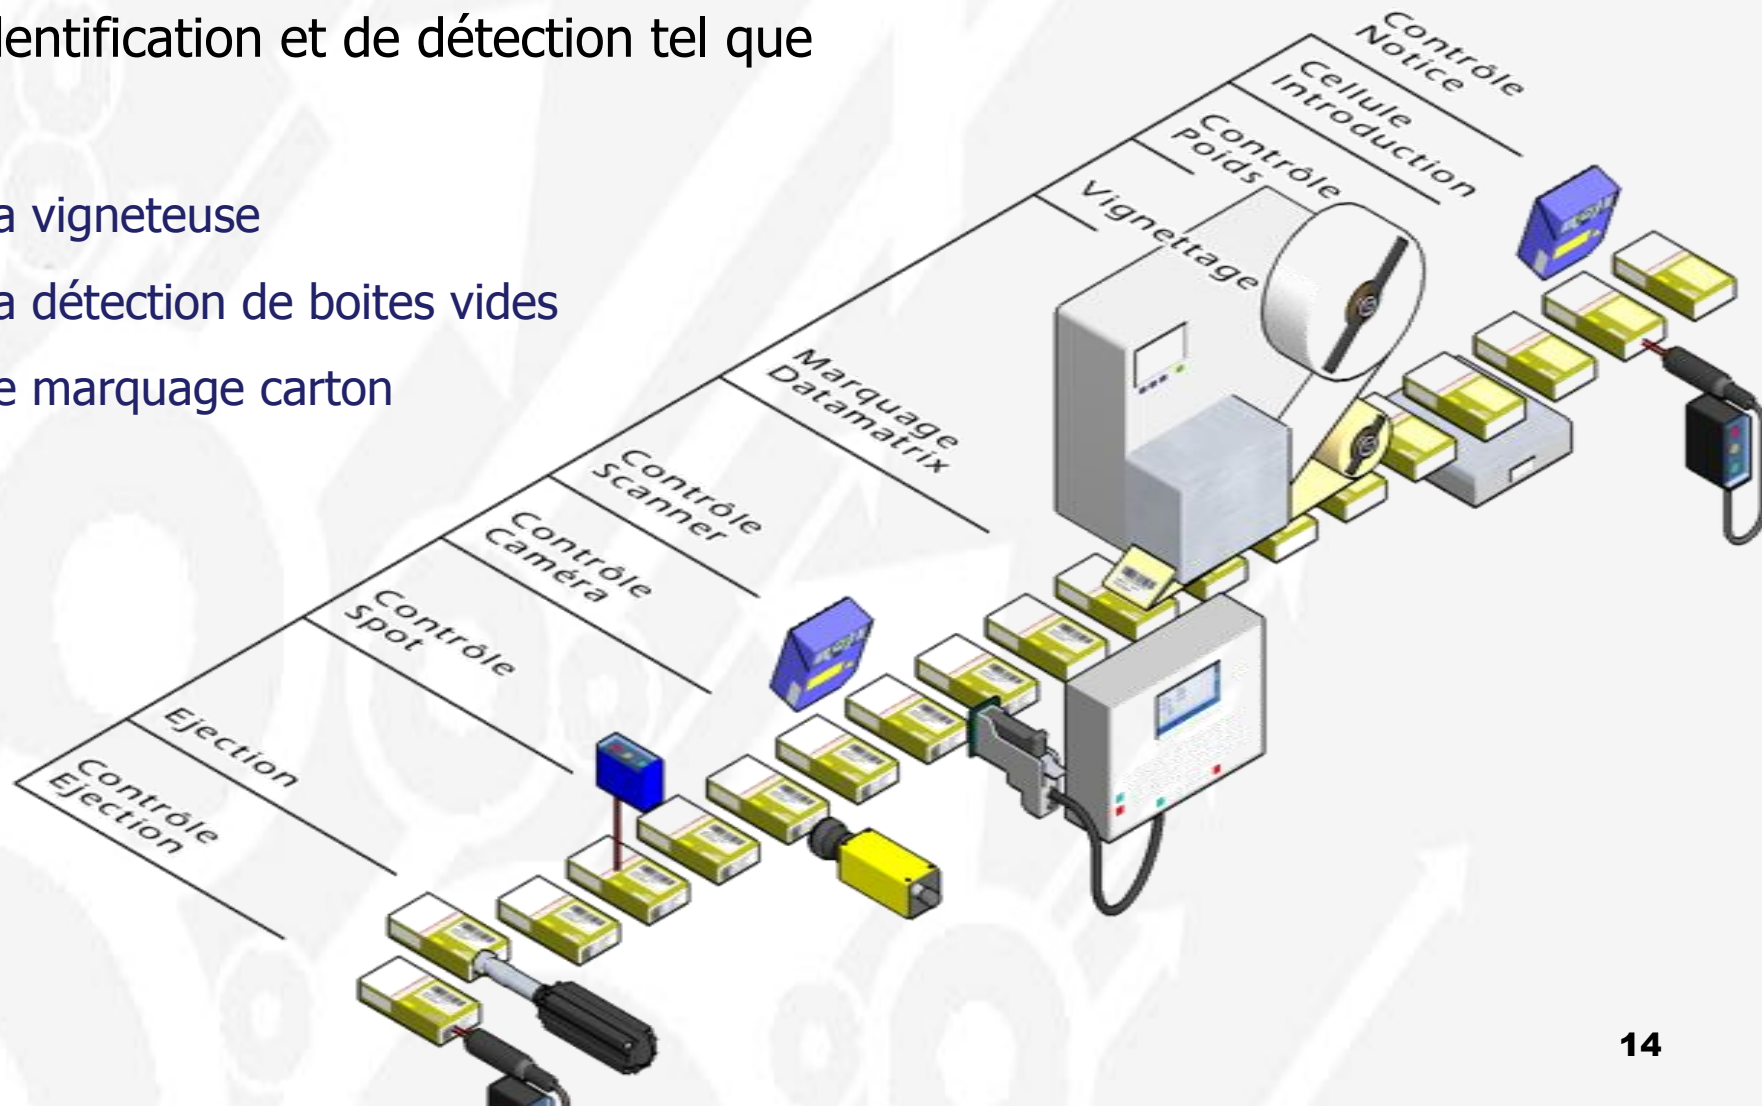 dentification et de détection tel que
a vigneteuse
a détection de boites vides
e marquage carton
Contrôle
Notice
Cellule
Introduction
Contrôle
Poids
Vignettage
Marquage
Datamatrix
Contrôle
Scanner
Contrôle
Caméra
Contrôle
Spot
Ejection
Contrôle
Ejection
14